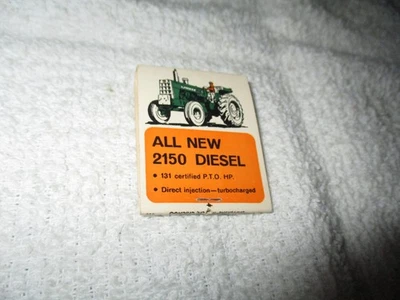 ALL NEW
2150 DIESEL
• 131 certified P.T.O. HP.
• Direct injection—turbocharged